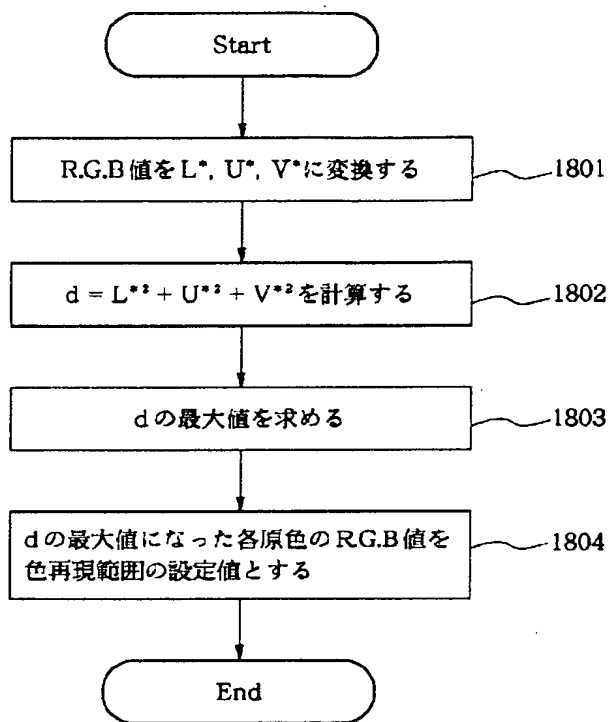 Start
R.G.B値をL*, U*, V*に変換する
1801
d = L*² + U*² + V*²を計算する
1802
dの最大値を求める
1803
dの最大値になった各原色のR.G.B値を
色再現範囲の設定値とする
1804
End